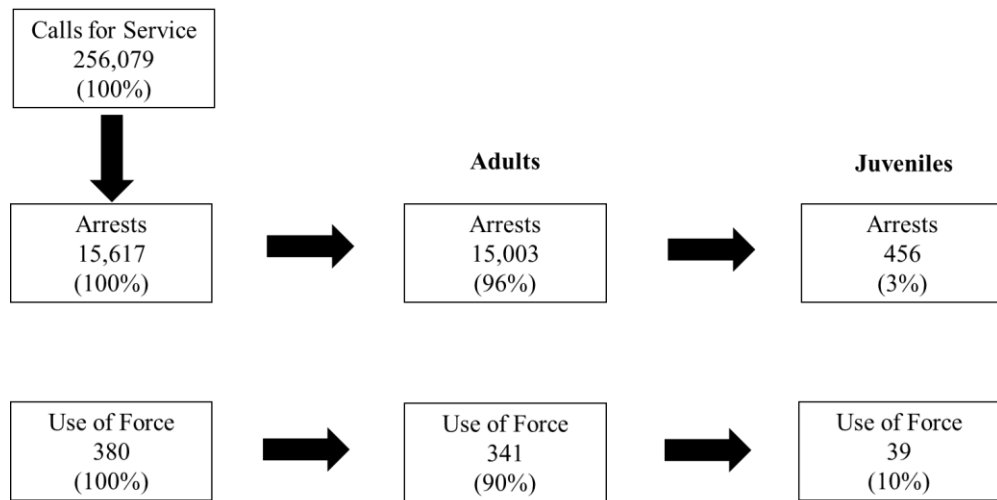 Calls for Service
256,079
(100%)
Adults
Juveniles
Arrests
15,617
(100%)
Arrests
15,003
(96%)
Arrests
456
(3%)
Use of Force
380
(100%)
Use of Force
341
(90%)
Use of Force
39
(10%)